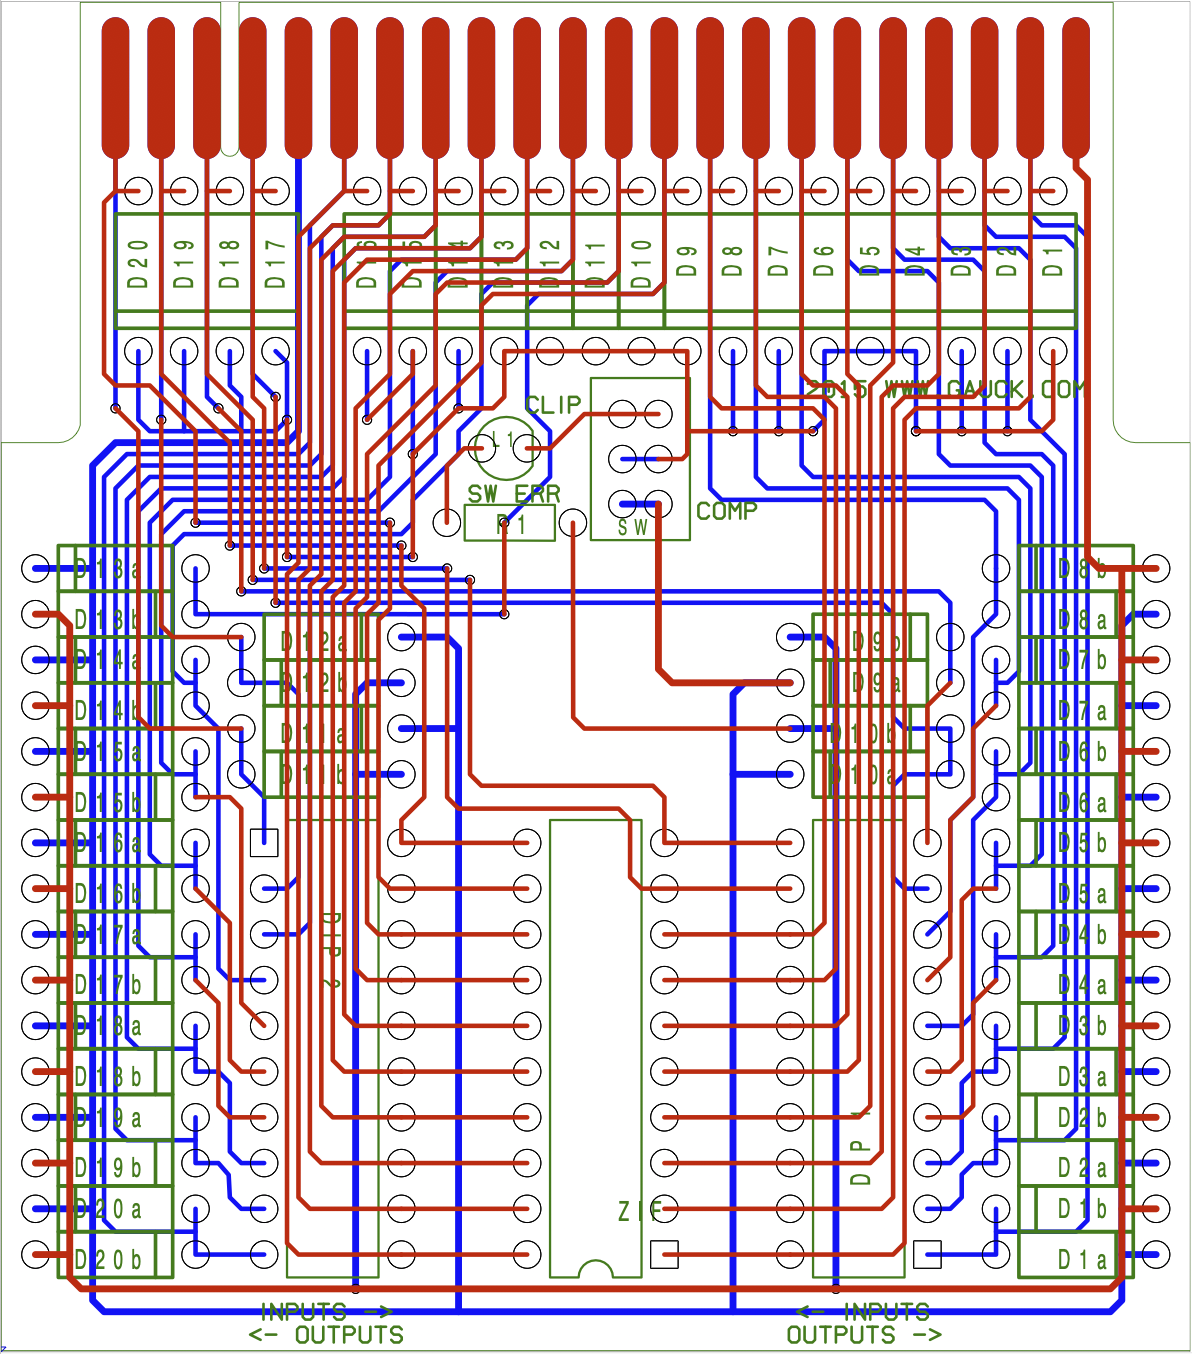 D20 D19 D18 D17 D16 D15 D14 D13 D12 D11 D10 D9 D8 D7 D6 D5 D4 D3 D2 D1
2015 WWW GAUCK COM
CLIP
L1
SW ERR
COMP
R1
SW
D13a
D8b
D13b
D8a
D12a
D9b
D14a
D7b
D12b
D9a
D14b
D7a
D11a
D10b
D15a
D6b
D11b
D10a
D15b
D6a
D16a
D5b
D16b
D5a
DIP 2
D17a
D4b
D17b
D4a
D18a
D3b
D18b
D3a
D19a
D2b
DIP 1
D19b
D2a
D20a
ZIF
D1b
D20b
D1a
INPUTS ->
<- INPUTS
<- OUTPUTS
OUTPUTS ->